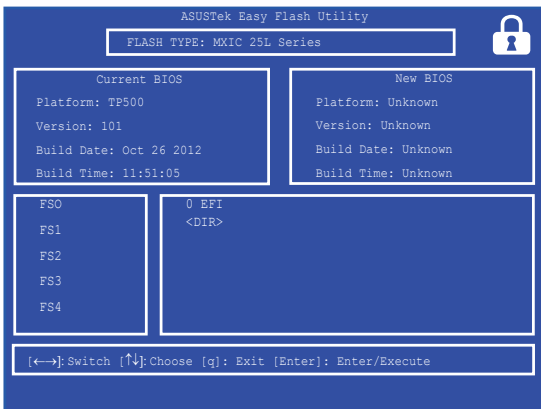 ASUSTek Easy Flash Utility
FLASH TYPE: MXIC 25L Series
Current BIOS
Platform: TP500
Version: 101
Build Date: Oct 26 2012
Build Time: 11:51:05
New BIOS
Platform: Unknown
Version: Unknown
Build Date: Unknown
Build Time: Unknown
FSO
FS1
FS2
FS3
FS4
0 EFI
<DIR>
[←→]: Switch [↑↓]: Choose [q]: Exit [Enter]: Enter/Execute